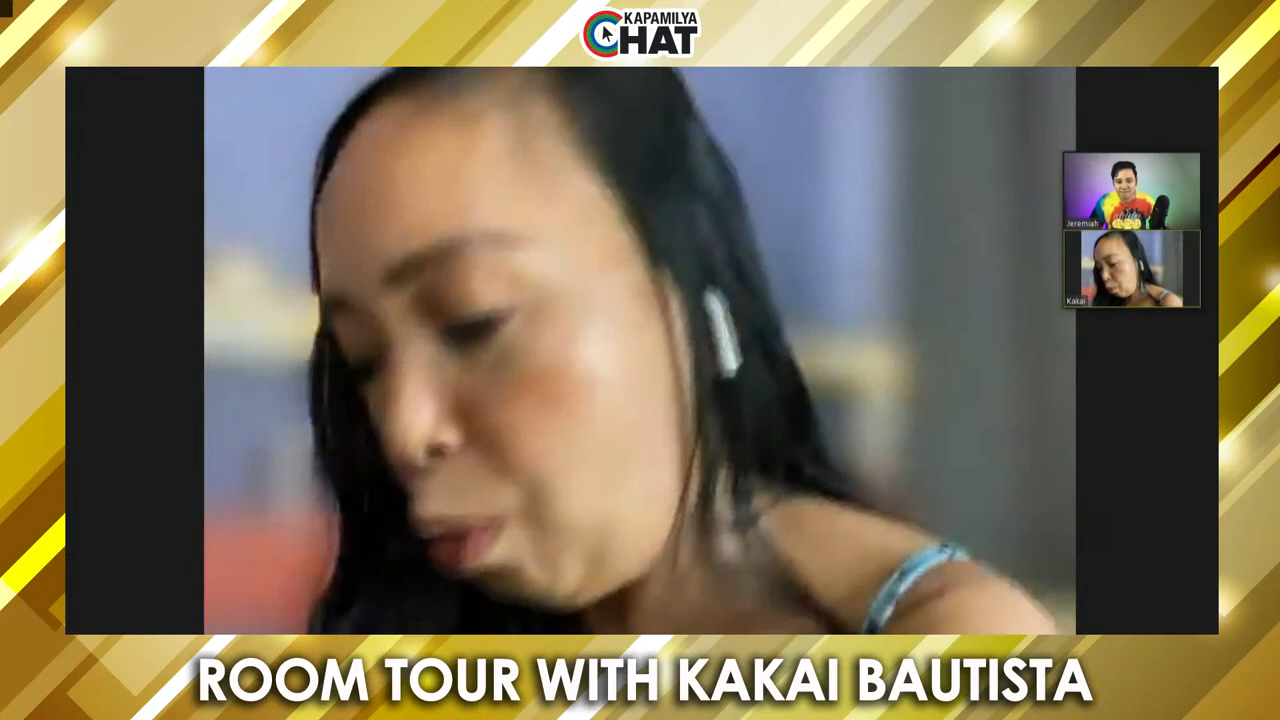 KAPAMILYA
CHAT
Jeremiah
Kakai
ROOM TOUR WITH KAKAI BAUTISTA